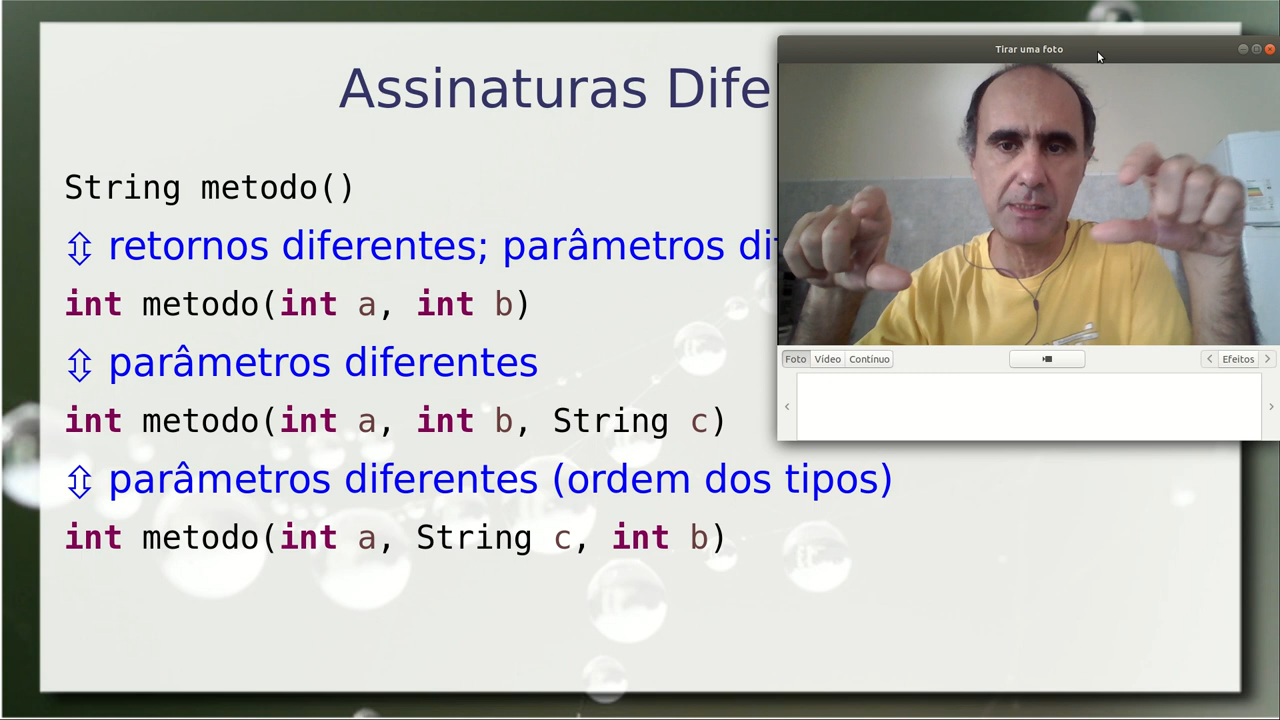 Assinaturas Dife
String metodo()
⇳ retornos diferentes; parâmetros di
int metodo(int a, int b)
⇳ parâmetros diferentes
int metodo(int a, int b, String c)
⇳ parâmetros diferentes (ordem dos tipos)
int metodo(int a, String c, int b)
Tirar uma foto
Foto Vídeo Contínuo Efeitos